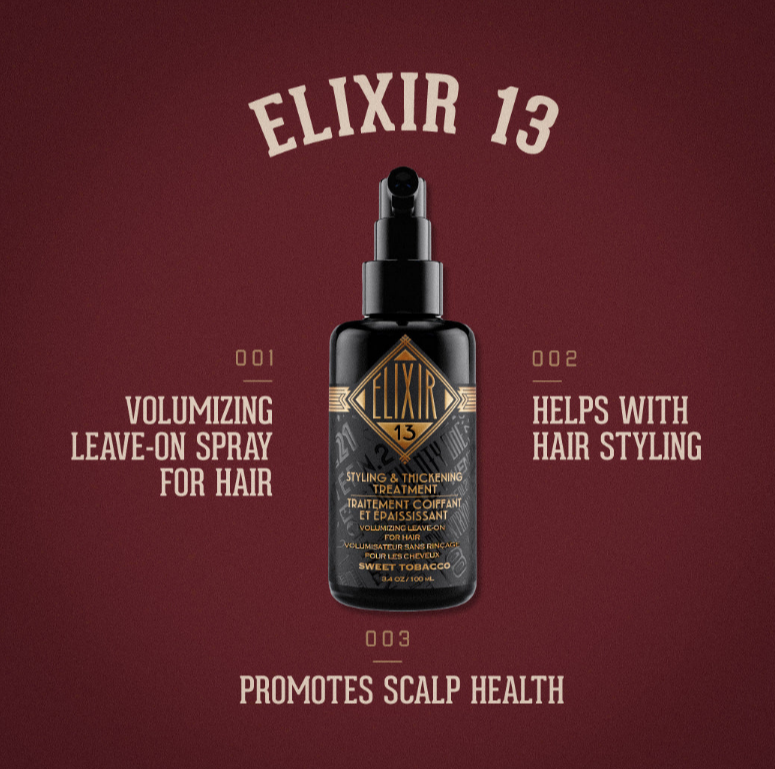 ELIXIR 13
001
VOLUMIZING
LEAVE-ON SPRAY
FOR HAIR
002
HELPS WITH
HAIR STYLING
ELIXIR
13
STYLING & THICKENING
TREATMENT
TRAITEMENT COIFFANT
ET ÉPAISSISSANT
VOLUMIZING LEAVE-ON
FOR HAIR
VOLUMISATEUR SANS RINÇAGE
POUR LES CHEVEUX
SWEET TOBACCO
3.4 OZ / 100 mL
003
PROMOTES SCALP HEALTH